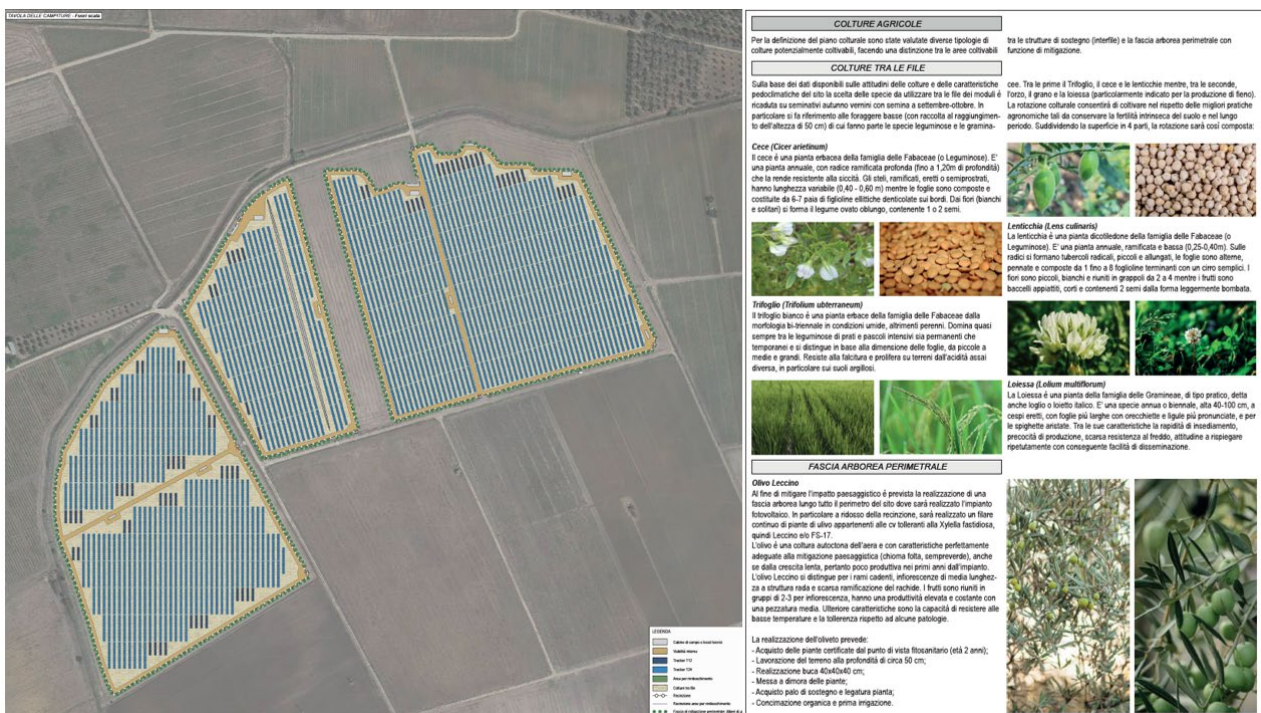 TAVOLA DELLE CAMPITURE - Fuori scala
LEGENDA
Cabine di campo e locali tecnici
Viabilità interna
Tracker T12
Tracker T24
Area per rimboschimento
Colture tra file
Recinzione
Recinzione area per rimboschimento
COLTURE AGRICOLE
Per la definizione del piano colturale sono state valutate diverse tipologie di
colture potenzialmente coltivabili, facendo una distinzione tra le aree coltivabili
tra le strutture di sostegno (interfile) e la fascia arborea perimetrale con
funzione di mitigazione.
COLTURE TRA LE FILE
Sulla base dei dati disponibili sulle attitudini delle colture e delle caratteristiche
pedoclimatiche del sito la scelta delle specie da utilizzare tra le file dei moduli é
ricaduta su seminativi autunno vernini con semina a settembre-ottobre. In
particolare si fa riferimento alle foraggere basse (con raccolta al raggiungimen-
to dell'altezza di 50 cm) di cui fanno parte le specie leguminose e le gramina-
cee. Tra le prime il Trifoglio, il cece e le lenticchie mentre, tra le seconde,
l'orzo, il grano e la loiessa (particolarmente indicato per la produzione di fieno).
La rotazione colturale consentirà di coltivare nel rispetto delle migliori pratiche
agronomiche tali da conservare la fertilità intrinseca del suolo e nel lungo
periodo. Suddividendo la superficie in 4 parti, la rotazione sarà così composta:
Cece (Cicer arietinum)
Il cece é una pianta erbacea della famiglia delle Fabaceae (o Leguminose). E'
una pianta annuale, con radice ramificata profonda (fino a 1,20m di profondità)
che la rende resistente alla siccità. Gli steli, ramificati, eretti o semiprostrati,
hanno lunghezza variabile (0,40 - 0,60 m) mentre le foglie sono composte e
costituite da 6-7 paia di figlioline ellittiche denticolate sui bordi. Dai fiori (bianchi
e solitari) si forma il legume ovato oblungo, contenente 1 o 2 semi.
Lenticchia (Lens culinaris)
La lenticchia é una pianta dicotiledone della famiglia delle Fabaceae (o
Leguminose). E' una pianta annuale, ramificata e bassa (0,25-0,40m). Sulle
radici si formano tubercoli radicali, piccoli e allungati, le foglie sono alterne,
pennate e composte da 1 fino a 8 foglioline terminanti con un cirro semplici. I
fiori sono piccoli, bianchi e riuniti in grappoli da 2 a 4 mentre i frutti sono
baccelli appiattiti, corti e contenenti 2 semi dalla forma leggermente bombata.
Trifoglio (Trifolium ubterraneum)
Il trifoglio bianco é una pianta erbace della famiglia delle Fabaceae dalla
morfologia bi-triennale in condizioni umide, altrimenti perenni. Domina quasi
sempre tra le leguminose di prati e pascoli intensivi sia permanenti che
temporanei e si distingue in base alla dimensione delle foglie, da piccole a
medie e grandi. Resiste alla falcitura e prolifera su terreni dall'acidità assai
diversa, in particolare sui suoli argillosi.
Loiessa (Lolium multiflorum)
La Loiessa é una pianta della famiglia delle Gramineae, di tipo pratico, detta
anche loglio o loietto italico. E' una specie annua o biennale, alta 40-100 cm, a
cespi eretti, con foglie più larghe con orecchiette e ligule più pronunciate, e per
le spighette aristate. Tra le sue caratteristiche la rapidità di insediamento,
precocità di produzione, scarsa resistenza al freddo, attitudine a rispiegare
ripetutamente con conseguente facilità di disseminazione.
FASCIA ARBOREA PERIMETRALE
Olivo Leccino
Al fine di mitigare l'impatto paesaggistico é prevista la realizzazione di una
fascia arborea lungo tutto il perimetro del sito dove sarà realizzato l'impianto
fotovoltaico. In particolare a ridosso della recinzione, sarà realizzato un filare
continuo di piante di ulivo appartenenti alle cv tolleranti alla Xylella fastidiosa,
quindi Leccino e/o FS-17.
L'olivo é una coltura autoctona dell'aera e con caratteristiche perfettamente
adeguate alla mitigazione paesaggistica (chioma folta, sempreverde), anche
se dalla crescita lenta, pertanto poco produttiva nei primi anni dall'impianto.
L'olivo Leccino si distingue per i rami cadenti, infiorescenze di media lunghez-
za a struttura rada e scarsa ramificazione del rachide. I frutti sono riuniti in
gruppi di 2-3 per infiorescenza, hanno una produttività elevata e costante con
una pezzatura media. Ulteriore caratteristiche sono la capacità di resistere alle
basse temperature e la tollerenza rispetto ad alcune patologie.
La realizzazione dell'oliveto prevede:
- Acquisto delle piante certificate dal punto di vista fitosanitario (età 2 anni);
- Lavorazione del terreno alla profondità di circa 50 cm;
- Realizzazione buca 40x40x40 cm;
- Messa a dimora delle piante;
- Acquisto palo di sostegno e legatura pianta;
- Concimazione organica e prima irrigazione.